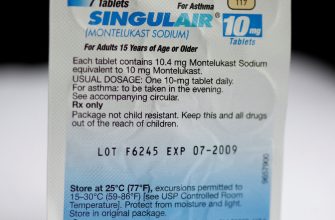 7 Tablets For Asthma 117
SINGULAIR® 10 mg
(MONTELUKAST SODIUM) Tablets
For Adults 15 Years of Age or Older
Each tablet contains 10.4 mg Montelukast Sodium
equivalent to 10 mg Montelukast.
USUAL DOSAGE: One 10-mg tablet daily.
For asthma: to be taken in the evening.
See accompanying circular.
Rx only
Package not child resistant. Keep this and all drugs
out of the reach of children.
LOT F6245 EXP 07-2009
Store at 25°C (77°F), excursions permitted to
15-30°C (59-86°F) [see USP Controlled Room
Temperature]. Protect from moisture and light.
Store in original package.
9657900